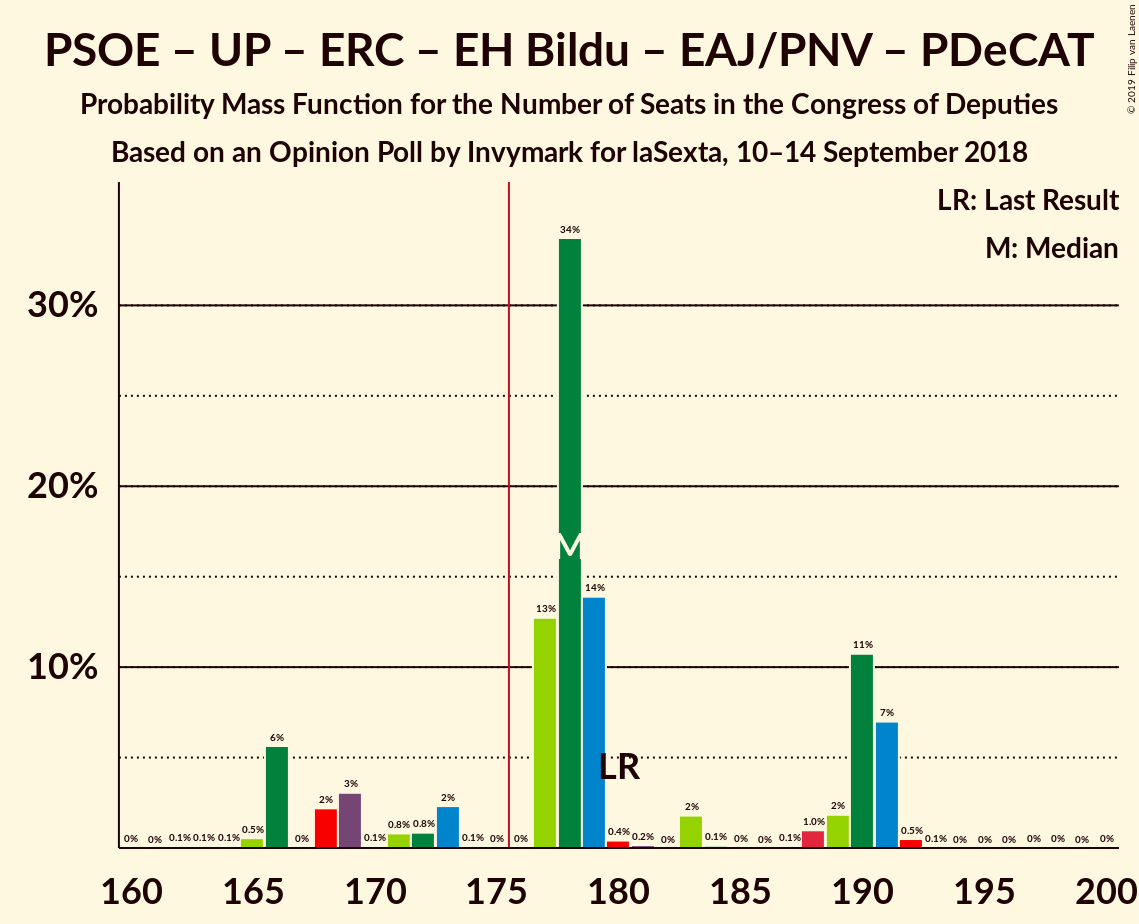 PSOE – UP – ERC – EH Bildu – EAJ/PNV – PDeCAT
Probability Mass Function for the Number of Seats in the Congress of Deputies
Based on an Opinion Poll by Invymark for laSexta, 10–14 September 2018
© 2019 Filip van Laenen
LR: Last Result
M: Median
30%
20%
10%
0% 0% 0.1% 0.1% 0.1% 0.5% 6% 0% 2% 3% 0.1% 0.8% 0.8% 2% 0.1% 0% 0% 13% 34% 14% 0.4% 0.2% 0% 2% 0.1% 0% 0% 0.1% 1.0% 2% 11% 7% 0.5% 0.1% 0% 0% 0% 0% 0% 0% 0%
M
LR
160 165 170 175 180 185 190 195 200